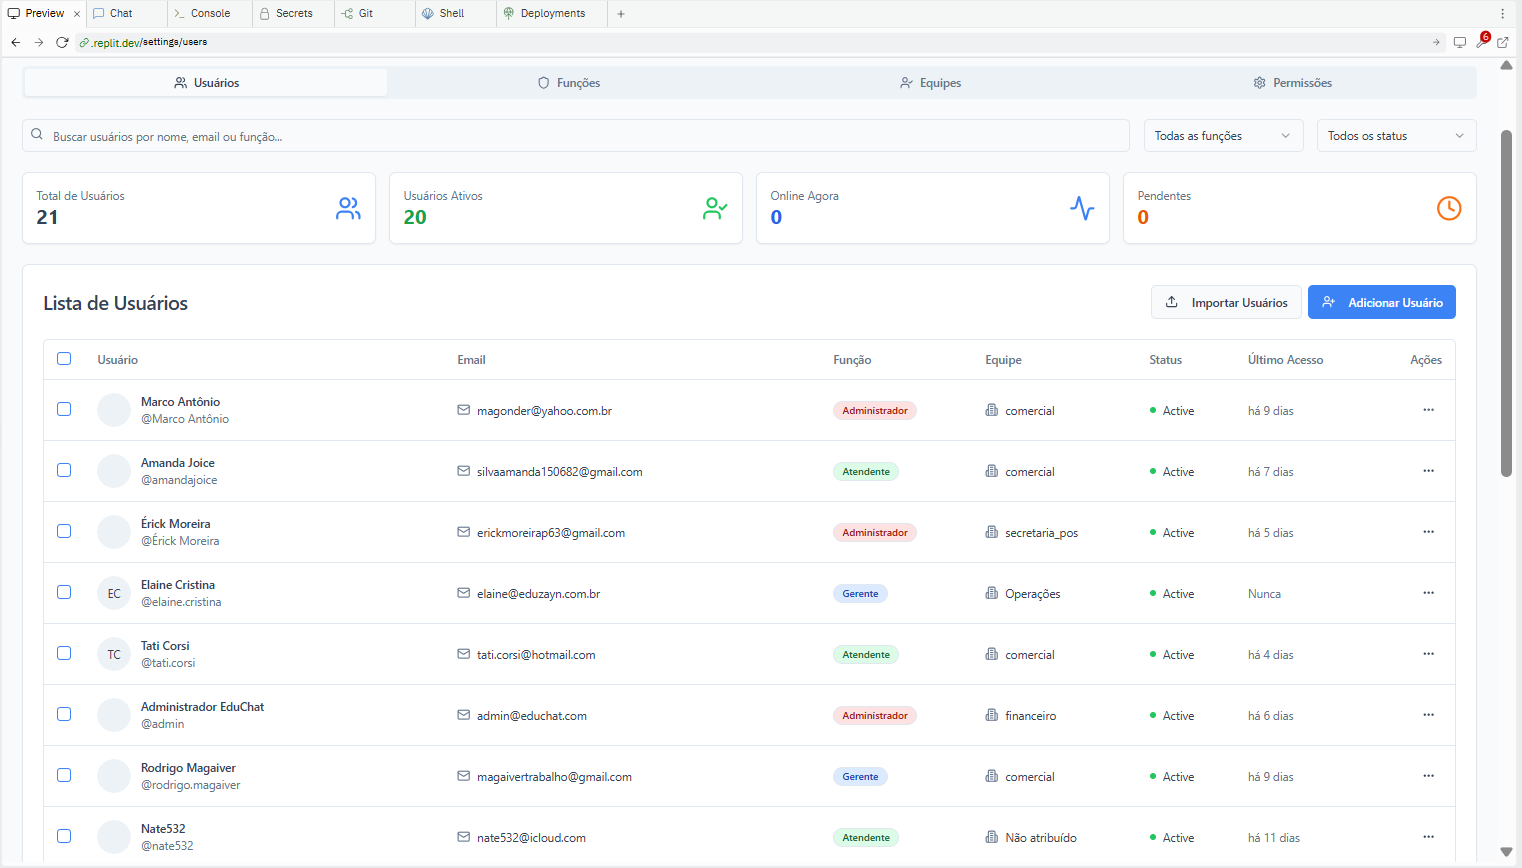 Preview × Chat Console Secrets Git Shell Deployments +
.replit.dev/settings/users 6
Usuários Funções Equipes Permissões
Buscar usuários por nome, email ou função... Todas as funções Todos os status
Total de Usuários Usuários Ativos Online Agora Pendentes
21 20 0 0
Lista de Usuários Importar Usuários Adicionar Usuário
Usuário Email Função Equipe Status Último Acesso Ações
Marco Antônio
@Marco Antônio magonder@yahoo.com.br Administrador comercial Active há 9 dias ...
Amanda Joice
@amandajoice silvaamanda150682@gmail.com Atendente comercial Active há 7 dias ...
Érick Moreira
@Érick Moreira erickmoreirap63@gmail.com Administrador secretaria_pos Active há 5 dias ...
EC Elaine Cristina
@elaine.cristina elaine@eduzayn.com.br Gerente Operações Active Nunca ...
TC Tati Corsi
@tati.corsi tati.corsi@hotmail.com Atendente comercial Active há 4 dias ...
Administrador EduChat
@admin admin@educhat.com Administrador financeiro Active há 6 dias ...
Rodrigo Magaiver
@rodrigo.magaiver magaivertrabalho@gmail.com Gerente comercial Active há 9 dias ...
Nate532
@nate532 nate532@icloud.com Atendente Não atribuído Active há 11 dias ...